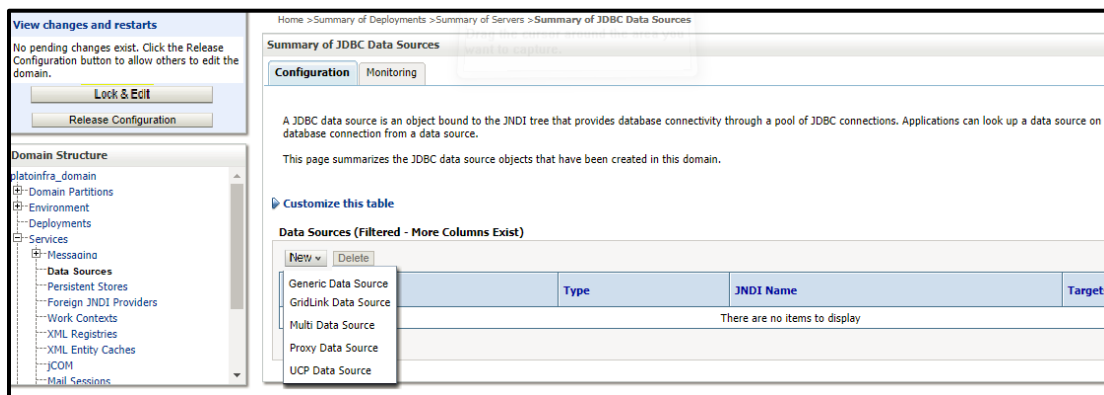 View changes and restarts
No pending changes exist. Click the Release
Configuration button to allow others to edit the
domain.
Lock & Edit
Release Configuration
Domain Structure
platoinfra_domain
Domain Partitions
Environment
Deployments
Services
Messaging
Data Sources
Persistent Stores
Foreign JNDI Providers
Work Contexts
XML Registries
XML Entity Caches
jCOM
Mail Sessions
Home >Summary of Deployments >Summary of Servers >Summary of JDBC Data Sources
Drag the cursor around the area you
want to capture.
Summary of JDBC Data Sources
Configuration Monitoring
A JDBC data source is an object bound to the JNDI tree that provides database connectivity through a pool of JDBC connections. Applications can look up a data source on
database connection from a data source.
This page summarizes the JDBC data source objects that have been created in this domain.
Customize this table
Data Sources (Filtered - More Columns Exist)
New Delete
Generic Data Source
GridLink Data Source
Multi Data Source
Proxy Data Source
UCP Data Source
Type JNDI Name Targets
There are no items to display